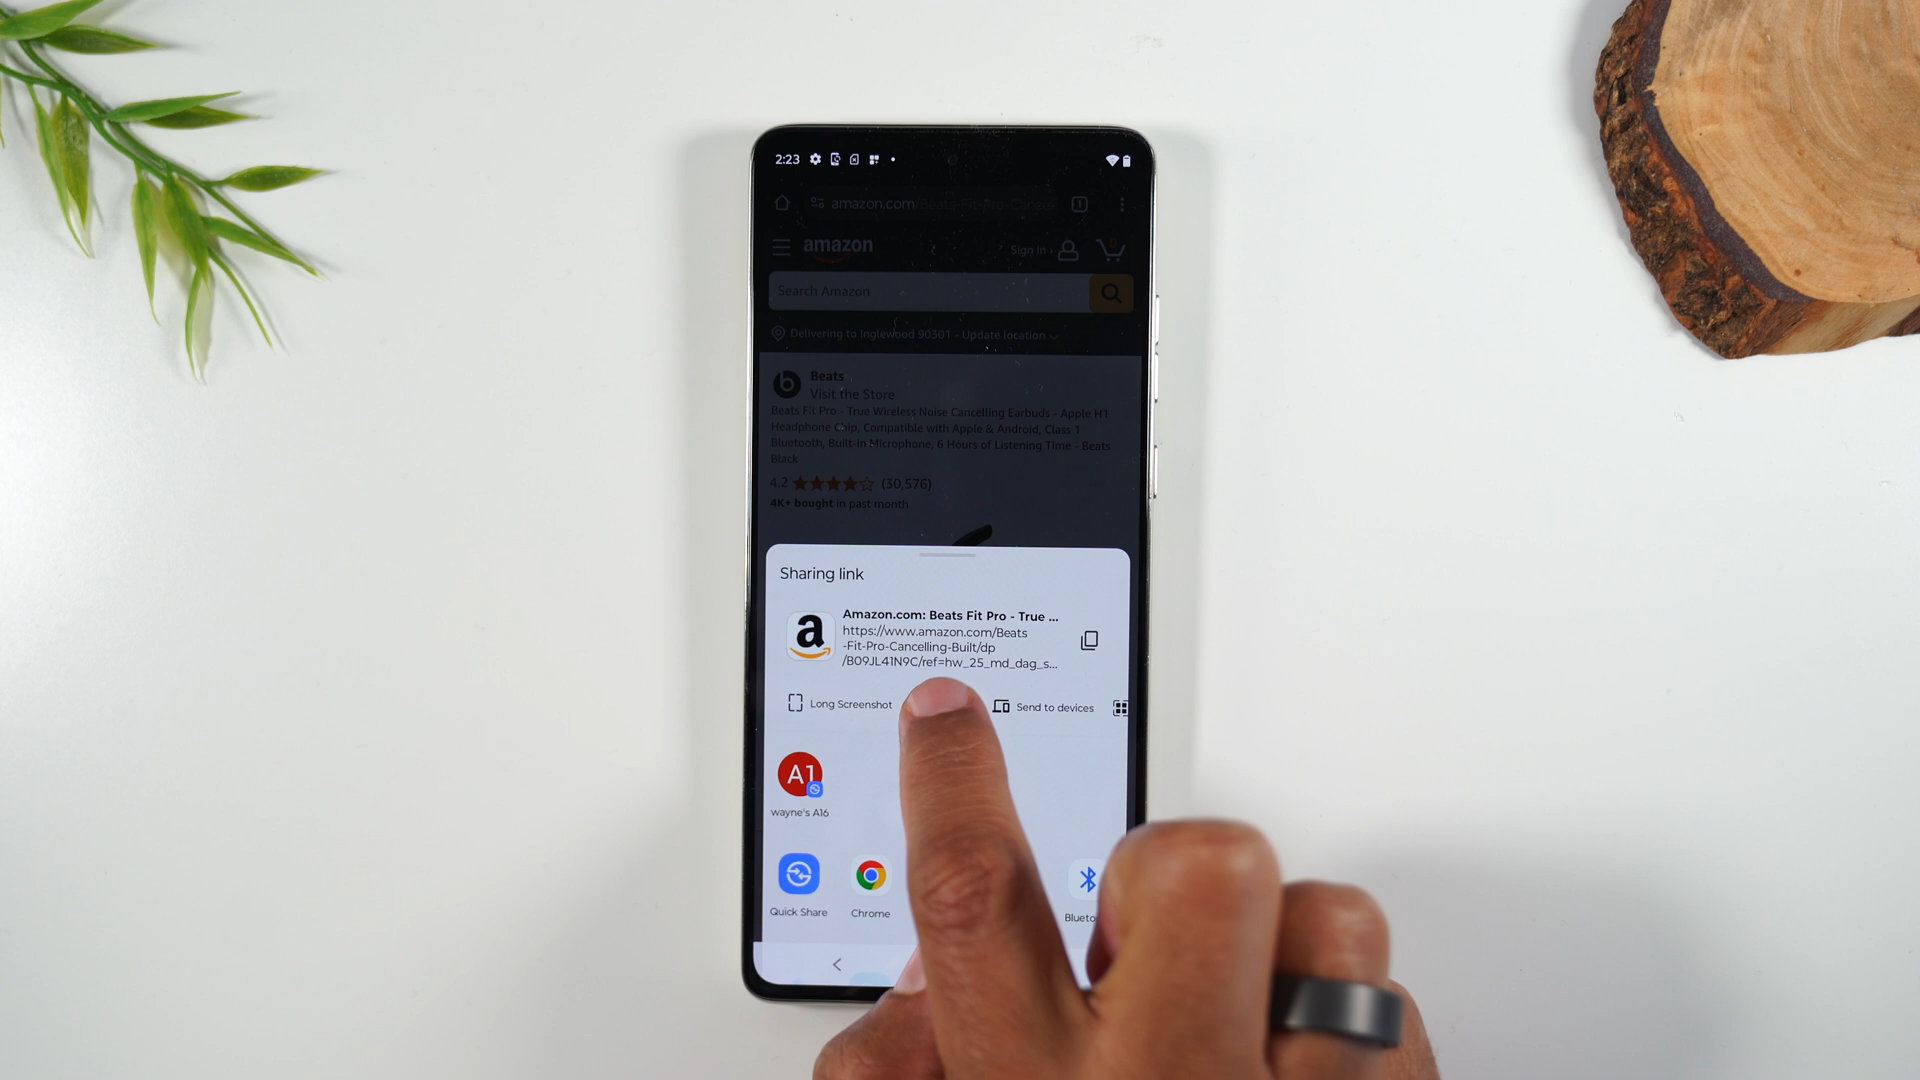 2:23
amazon.com/Beats-Fit-Pro-Cance
1
amazon
Sign in ›
0
Search Amazon
Delivering to Inglewood 90301 - Update location
Beats
Visit the Store
Beats Fit Pro - True Wireless Noise Cancelling Earbuds - Apple H1
Headphone Chip, Compatible with Apple & Android, Class 1
Bluetooth, Built-in Microphone, 6 Hours of Listening Time - Beats
Black
4.2 (30,576)
4K+ bought in past month
Sharing link
Amazon.com: Beats Fit Pro - True ...
https://www.amazon.com/Beats
-Fit-Pro-Cancelling-Built/dp
/B09JL41N9C/ref=hw_25_md_dag_s...
Long Screenshot
Send to devices
A1
wayne's A16
Quick Share
Chrome
Blueto